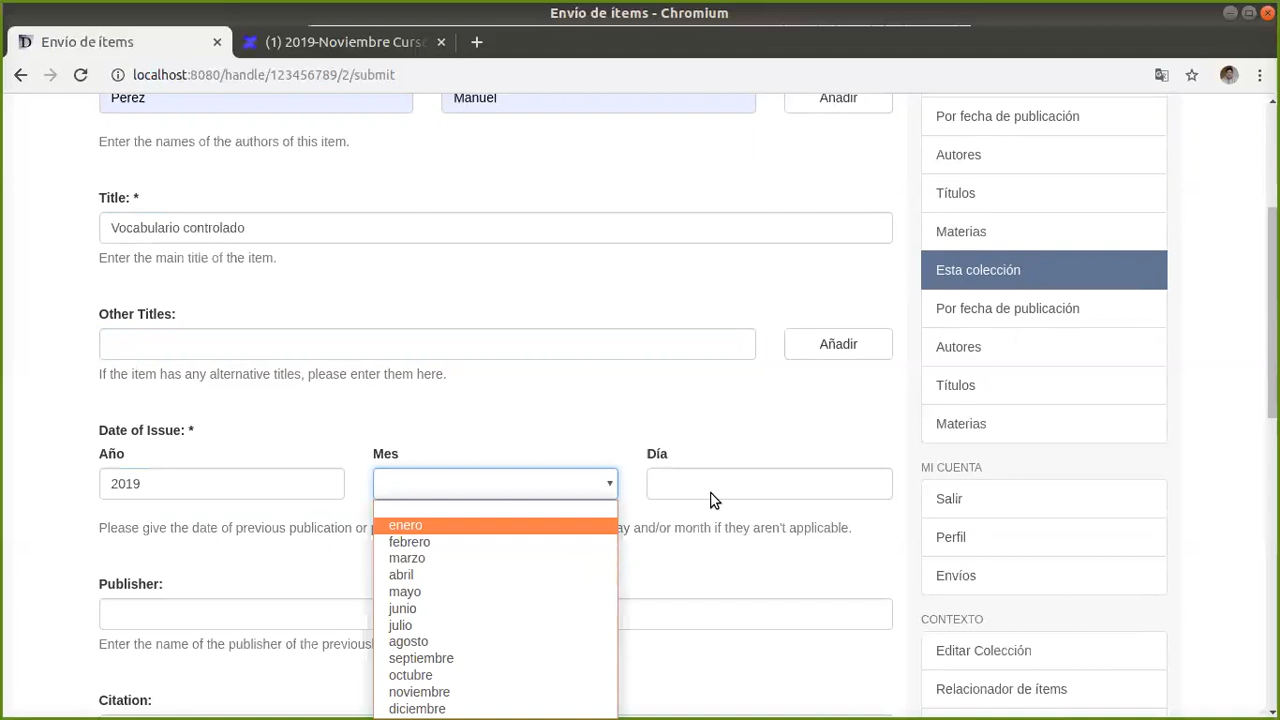 Envío de ítems - Chromium
Envío de ítems
(1) 2019-Noviembre Curs
localhost:8080/handle/123456789/2/submit
Perez
Manuel
Añadir
Enter the names of the authors of this item.
Title: *
Vocabulario controlado
Enter the main title of the item.
Other Titles:
Añadir
If the item has any alternative titles, please enter them here.
Date of Issue: *
Año
Mes
Día
2019
Please give the date of previous publication or
ay and/or month if they aren't applicable.
enero
febrero
marzo
abril
mayo
junio
julio
agosto
septiembre
octubre
noviembre
diciembre
Publisher:
Enter the name of the publisher of the previous
Citation:
Por fecha de publicación
Autores
Títulos
Materias
Esta colección
Por fecha de publicación
Autores
Títulos
Materias
MI CUENTA
Salir
Perfil
Envíos
CONTEXTO
Editar Colección
Relacionador de ítems